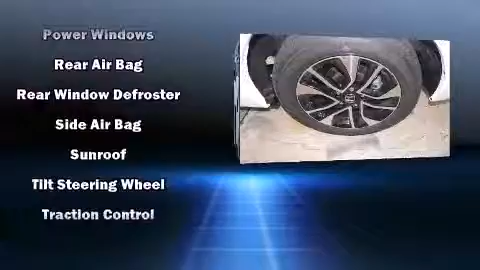 Power Windows
Rear Air Bag
Rear Window Defroster
Side Air Bag
Sunroof
Tilt Steering Wheel
Traction Control